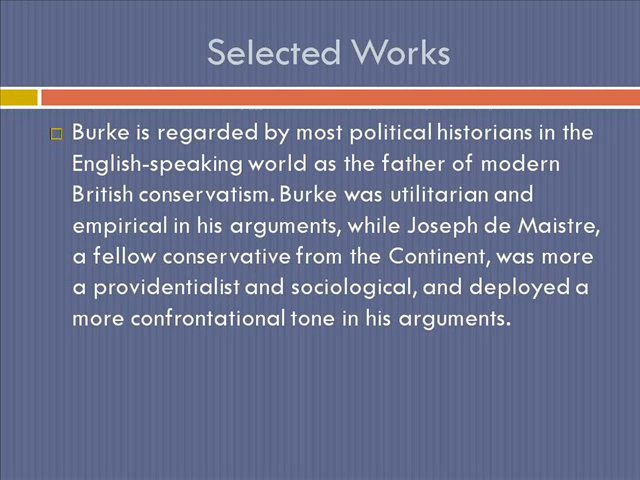 Selected Works
Burke is regarded by most political historians in the
English-speaking world as the father of modern
British conservatism. Burke was utilitarian and
empirical in his arguments, while Joseph de Maistre,
a fellow conservative from the Continent, was more
a providentialist and sociological, and deployed a
more confrontational tone in his arguments.